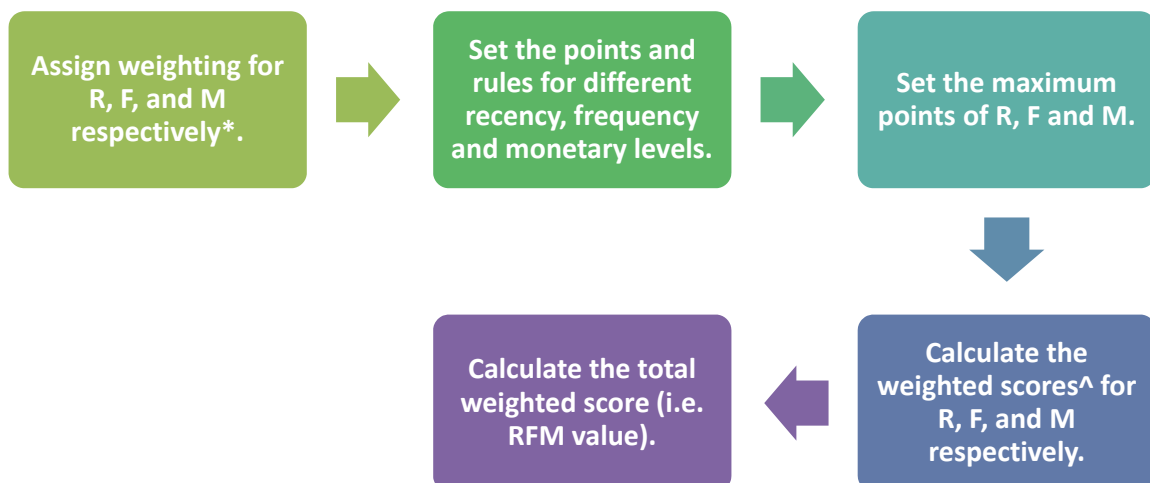 Assign weighting for
R, F, and M
respectively*.
Set the points and
rules for different
recency, frequency
and monetary levels.
Set the maximum
points of R, F and M.
Calculate the
weighted scores^ for
R, F, and M
respectively.
Calculate the total
weighted score (i.e.
RFM value).